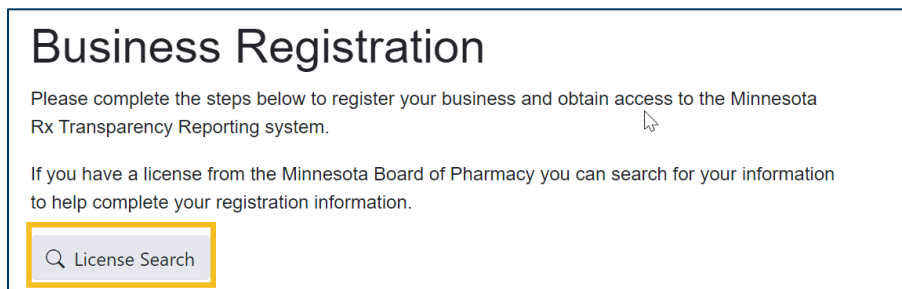 Business Registration
Please complete the steps below to register your business and obtain access to the Minnesota
Rx Transparency Reporting system.
If you have a license from the Minnesota Board of Pharmacy you can search for your information
to help complete your registration information.
License Search